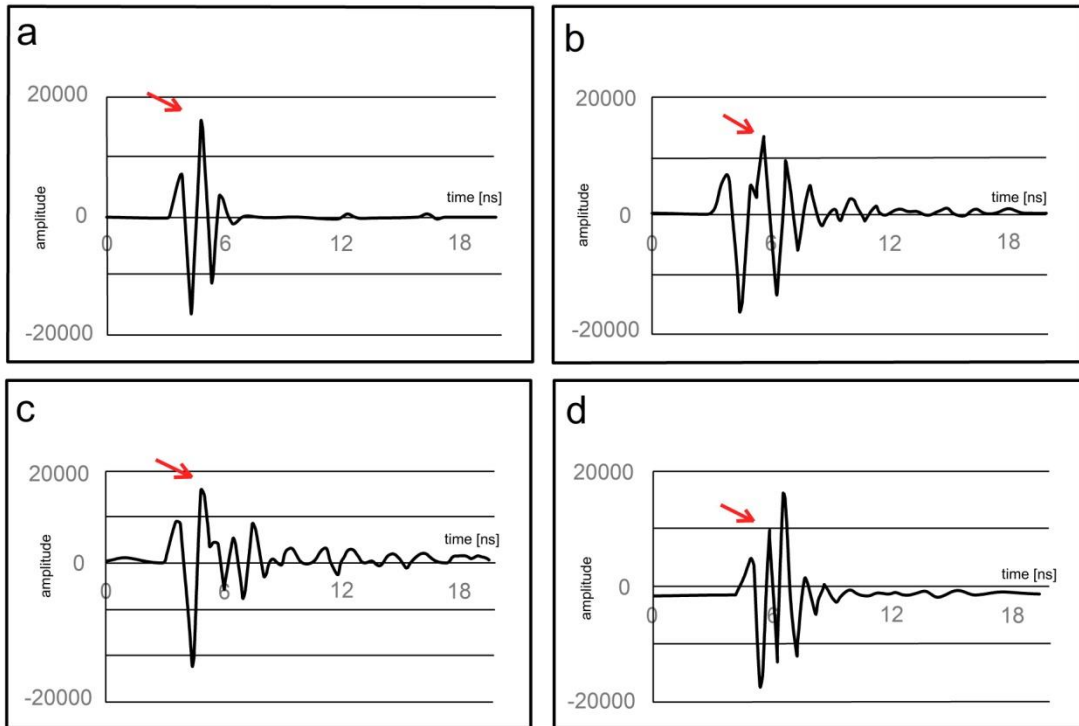 a
20000
amplitude
0
time [ns]
0 6 12 18
-20000
b
20000
amplitude
0
time [ns]
0 6 12 18
-20000
c
20000
amplitude
0
time [ns]
0 6 12 18
-20000
d
20000
amplitude
0
time [ns]
0 6 12 18
-20000